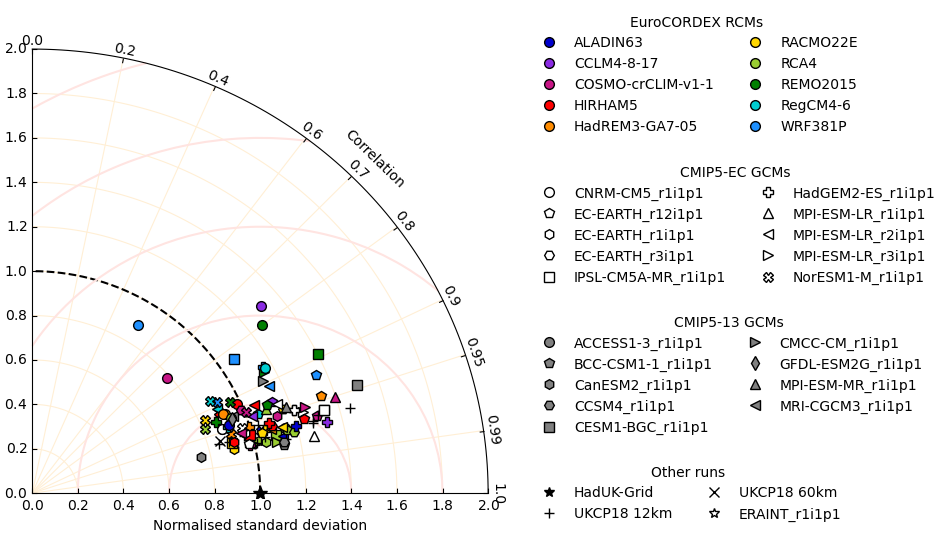 EuroCORDEX RCMs
ALADIN63
CCLM4-8-17
COSMO-crCLIM-v1-1
HIRHAM5
HadREM3-GA7-05
RACMO22E
RCA4
REMO2015
RegCM4-6
WRF381P
CMIP5-EC GCMs
CNRM-CM5_r1i1p1
EC-EARTH_r12i1p1
EC-EARTH_r1i1p1
EC-EARTH_r3i1p1
IPSL-CM5A-MR_r1i1p1
HadGEM2-ES_r1i1p1
MPI-ESM-LR_r1i1p1
MPI-ESM-LR_r2i1p1
MPI-ESM-LR_r3i1p1
NorESM1-M_r1i1p1
CMIP5-13 GCMs
ACCESS1-3_r1i1p1
BCC-CSM1-1_r1i1p1
CanESM2_r1i1p1
CCSM4_r1i1p1
CESM1-BGC_r1i1p1
CMCC-CM_r1i1p1
GFDL-ESM2G_r1i1p1
MPI-ESM-MR_r1i1p1
MRI-CGCM3_r1i1p1
Other runs
HadUK-Grid
UKCP18 12km
UKCP18 60km
ERAINT_r1i1p1
0.0
0.2
0.4
0.6
Correlation
0.7
0.8
0.9
0.95
0.99
1.0
2.0
1.8
1.6
1.4
1.2
1.0
0.8
0.6
0.4
0.2
0.0
0.0 0.2 0.4 0.6 0.8 1.0 1.2 1.4 1.6 1.8 2.0
Normalised standard deviation